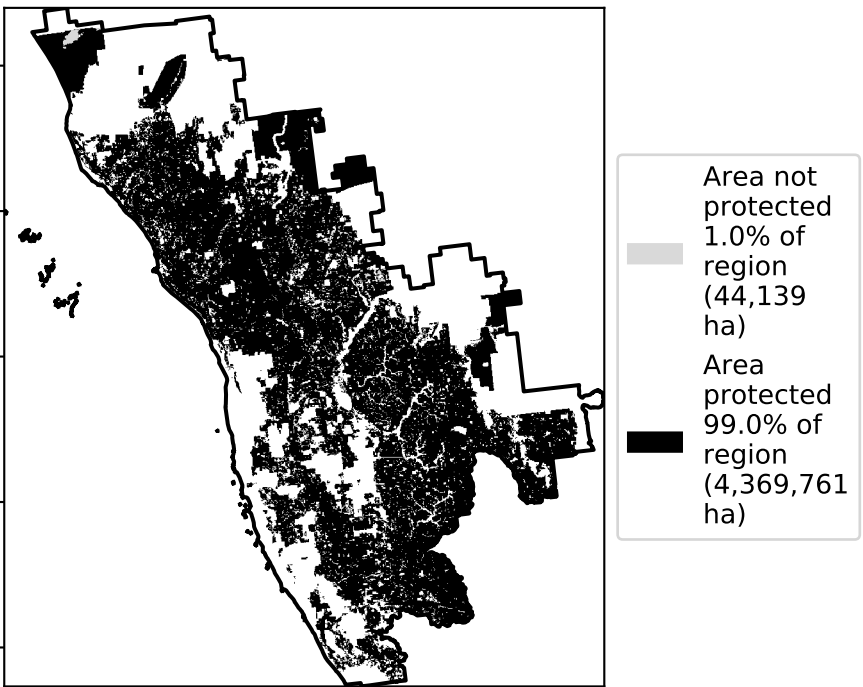 Area not
protected
1.0% of
region
(44,139
ha)
Area
protected
99.0% of
region
(4,369,761
ha)